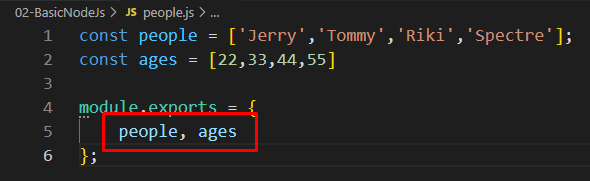 02-BasicNodeJs > JS people.js > ...
1 const people = ['Jerry','Tommy','Riki','Spectre'];
2 const ages = [22,33,44,55]
3
4 module.exports = {
5 people, ages
6 };